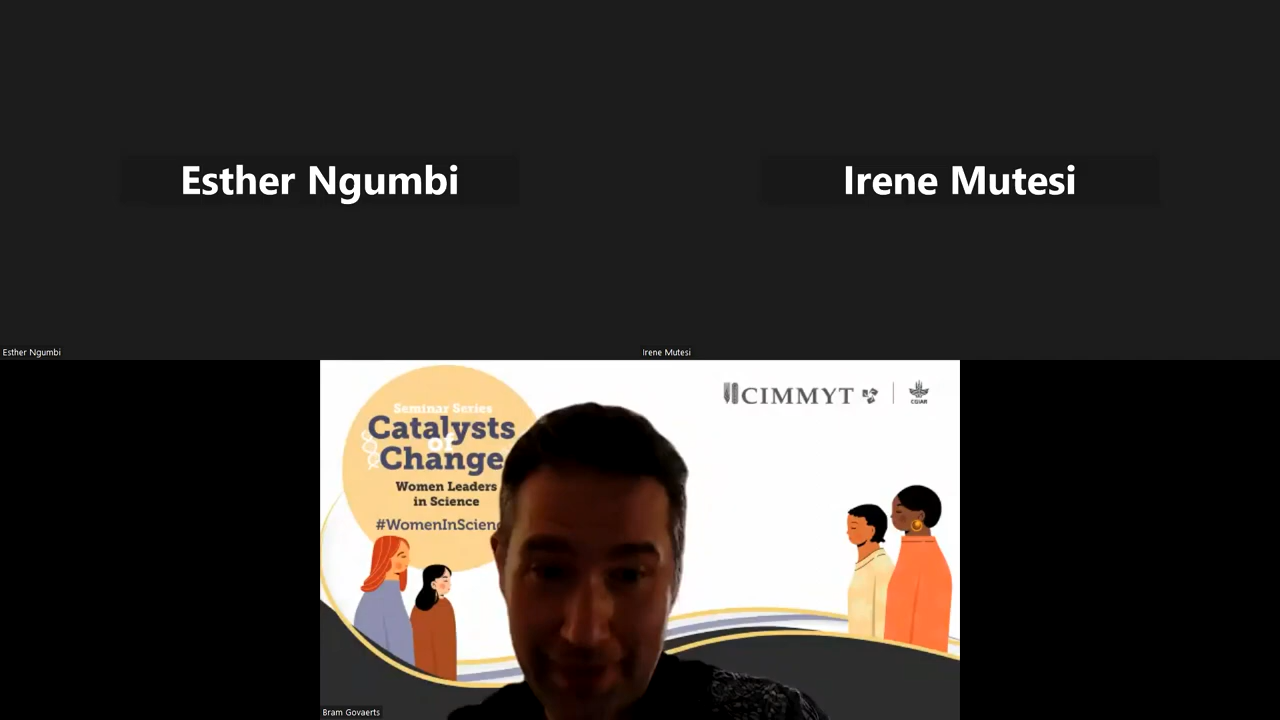 Esther Ngumbi
Irene Mutesi
Esther Ngumbi
Irene Mutesi
Seminar Series
Catalysts
of
Change
Women Leaders
in Science
#WomenInScienc
CIMMYT
CGIAR
Bram Govaerts